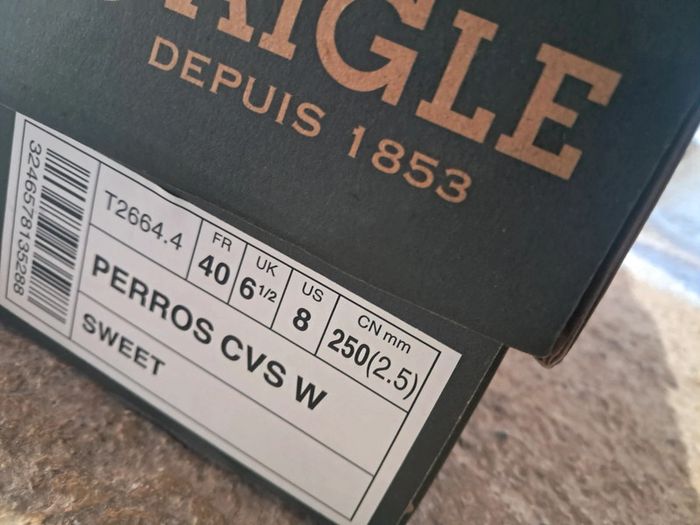 AIGLE
DEPUIS 1853
3246578135288
T2664.4
FR
40
UK
6 1/2
US
8
CN mm
250(2.5)
PERROS CVS W
SWEET